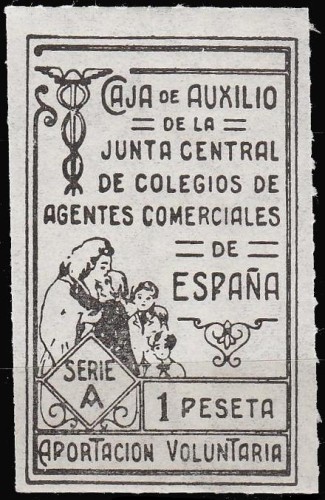 CAJA DE AUXILIO
= DE LA =
JUNTA CENTRAL
DE COLEGIOS DE
AGENTES COMERCIALES
= DE =
ESPAÑA
SERIE
A
1 PESETA
APORTACION VOLUNTARIA